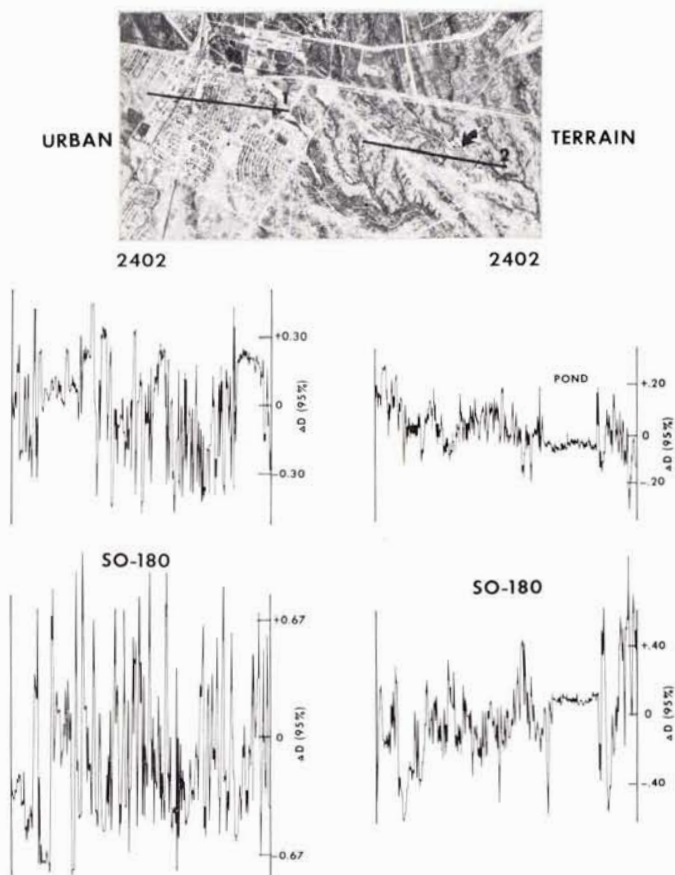 1
URBAN
TERRAIN
2
2402
2402
+0.30
0
-0.30
ΔD (95%)
POND
+.20
0
-.20
ΔD (95%)
SO-180
SO-180
+0.67
0
-0.67
ΔD (95%)
+.40
0
-.40
ΔD (95%)